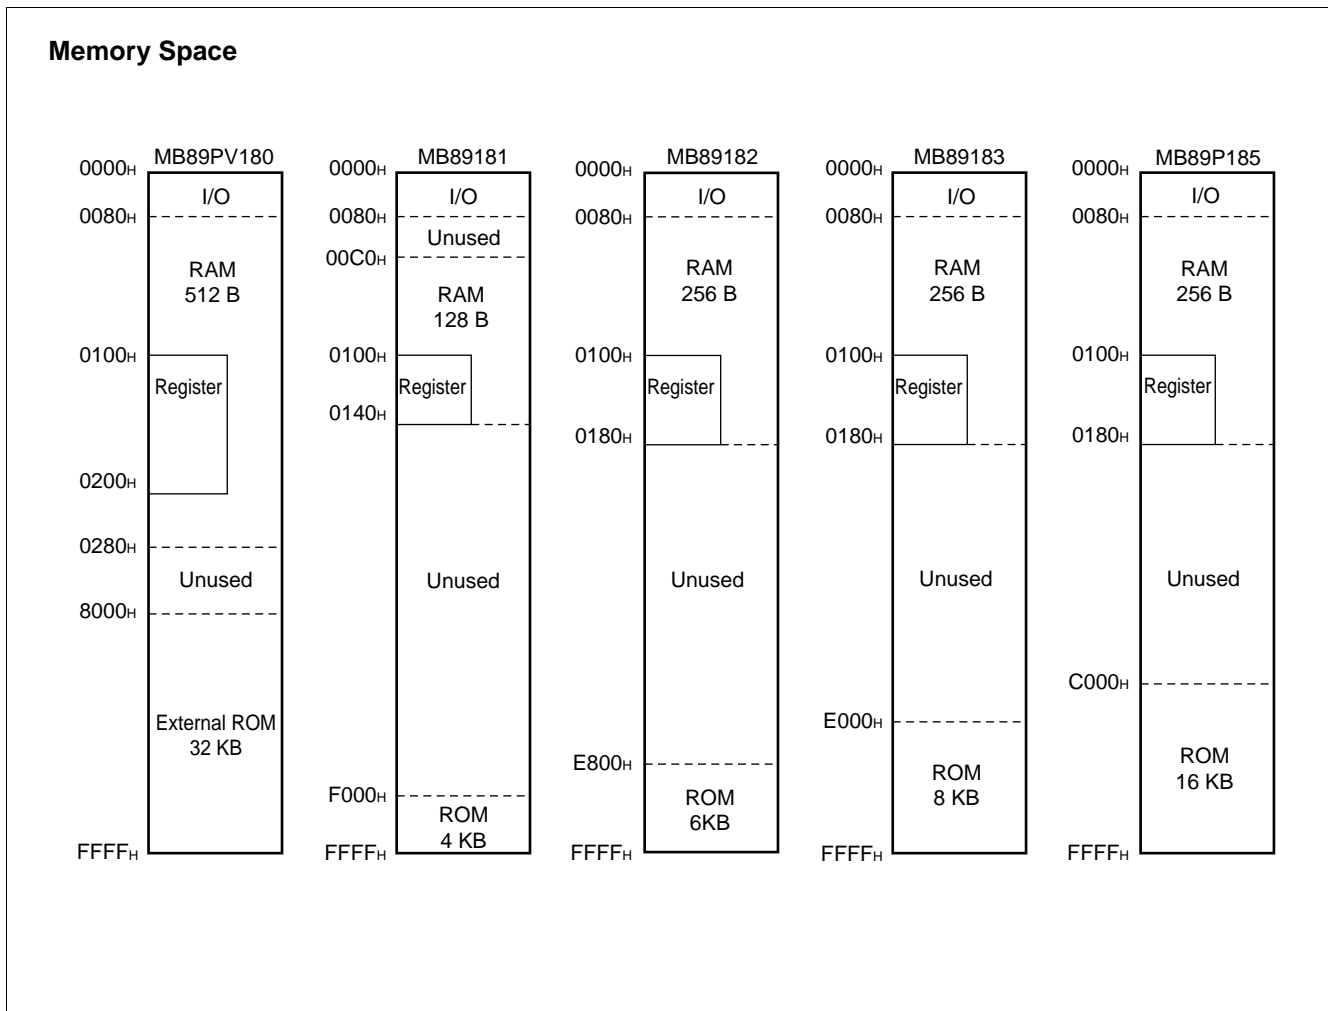 Memory Space
MB89PV180
0000H
I/O
0080H
RAM
512 B
0100H
Register
0200H
0280H
Unused
8000H
External ROM
32 KB
FFFFH
MB89181
0000H
I/O
0080H
Unused
00C0H
RAM
128 B
0100H
Register
0140H
Unused
F000H
ROM
4 KB
FFFFH
MB89182
0000H
I/O
0080H
RAM
256 B
0100H
Register
0180H
Unused
E800H
ROM
6KB
FFFFH
MB89183
0000H
I/O
0080H
RAM
256 B
0100H
Register
0180H
Unused
E000H
ROM
8 KB
FFFFH
MB89P185
0000H
I/O
0080H
RAM
256 B
0100H
Register
0180H
Unused
C000H
ROM
16 KB
FFFFH